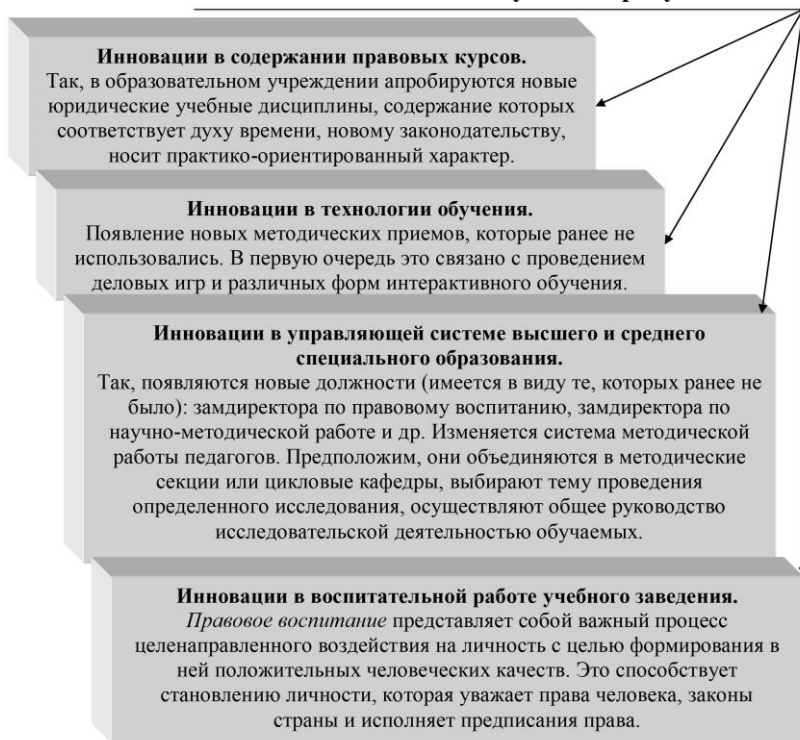 Инновации в содержании правовых курсов.
Так, в образовательном учреждении апробируются новые
юридические учебные дисциплины, содержание которых
соответствует духу времени, новому законодательству,
носит практико-ориентированный характер.
Инновации в технологии обучения.
Появление новых методических приемов, которые ранее не
использовались. В первую очередь это связано с проведением
деловых игр и различных форм интерактивного обучения.
Инновации в управляющей системе высшего и среднего
специального образования.
Так, появляются новые должности (имеется в виду те, которых ранее не
было): замдиректора по правовому воспитанию, замдиректора по
научно-методической работе и др. Изменяется система методической
работы педагогов. Предположим, они объединяются в методические
секции или цикловые кафедры, выбирают тему проведения
определенного исследования, осуществляют общее руководство
исследовательской деятельностью обучаемых.
Инновации в воспитательной работе учебного заведения.
Правовое воспитание представляет собой важный процесс
целенаправленного воздействия на личность с целью формирования в
ней положительных человеческих качеств. Это способствует
становлению личности, которая уважает права человека, законы
страны и исполняет предписания права.